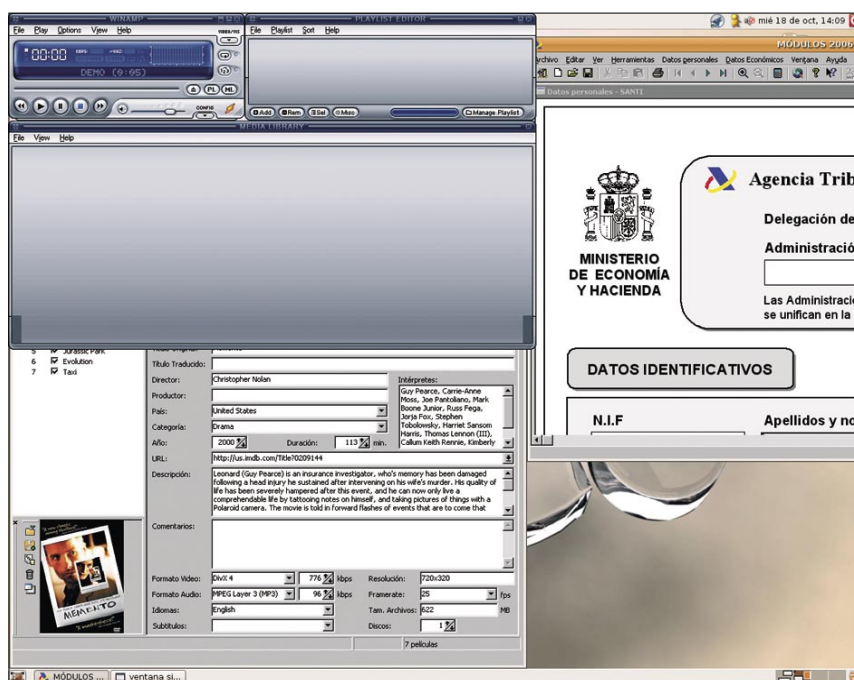 WINAMP
File Play Options View Help
WINAMP/MS
00:00
DEMO (0:05)
PL ML
CONFIG
PLAYLIST EDITOR
File Playlist Sort Help
Add Rem Sel Misc Manage Playlist
MEDIA LIBRARY
File View Help
mié 18 de oct, 14:09
MÓDULOS 2006
Archivo Editar Ver Herramientas Datos personales Datos Económicos Ventana Ayuda
Datos personales - SANTI
MINISTERIO
DE ECONOMÍA
Y HACIENDA
Agencia Trib
Delegación de
Administració
Las Administracio
se unifican en la
DATOS IDENTIFICATIVOS
N.I.F
Apellidos y no
5 Jurassic Park
6 Evolution
7 Taxi
Título Traducido:
Director: Christopher Nolan
Productor:
País: United States
Categoría: Drama
Año: 2000 Duración: 113 min.
Intérpretes:
Guy Pearce, Carrie-Anne
Moss, Joe Pantoliano, Mark
Boone Junior, Russ Fega,
Jorja Fox, Stephen
Tobolowsky, Harriet Sansom
Harris, Thomas Lennon (III),
Callum Keith Rennie, Kimberly
URL: http://us.imdb.com/Title?0209144
Descripción: Leonard (Guy Pearce) is an insurance investigator, who's memory has been damaged
following a head injury he sustained after intervening on his wife's murder. His quality of
life has been severely hampered after this event, and he can now only live a
comprehendable life by tattooing notes on himself, and taking pictures of things with a
Polaroid camera. The movie is told in forward flashes of events that are to come that
Comentarios:
MEMENTO
Formato Video: DivX 4 776 kbps Resolución: 720x320
Formato Audio: MPEG Layer 3 (MP3) 96 kbps Framerate: 25 fps
Idiomas: English Tam. Archivos: 622 MB
Subtítulos: Discos: 1
7 películas
MÓDULOS ... ventana si...